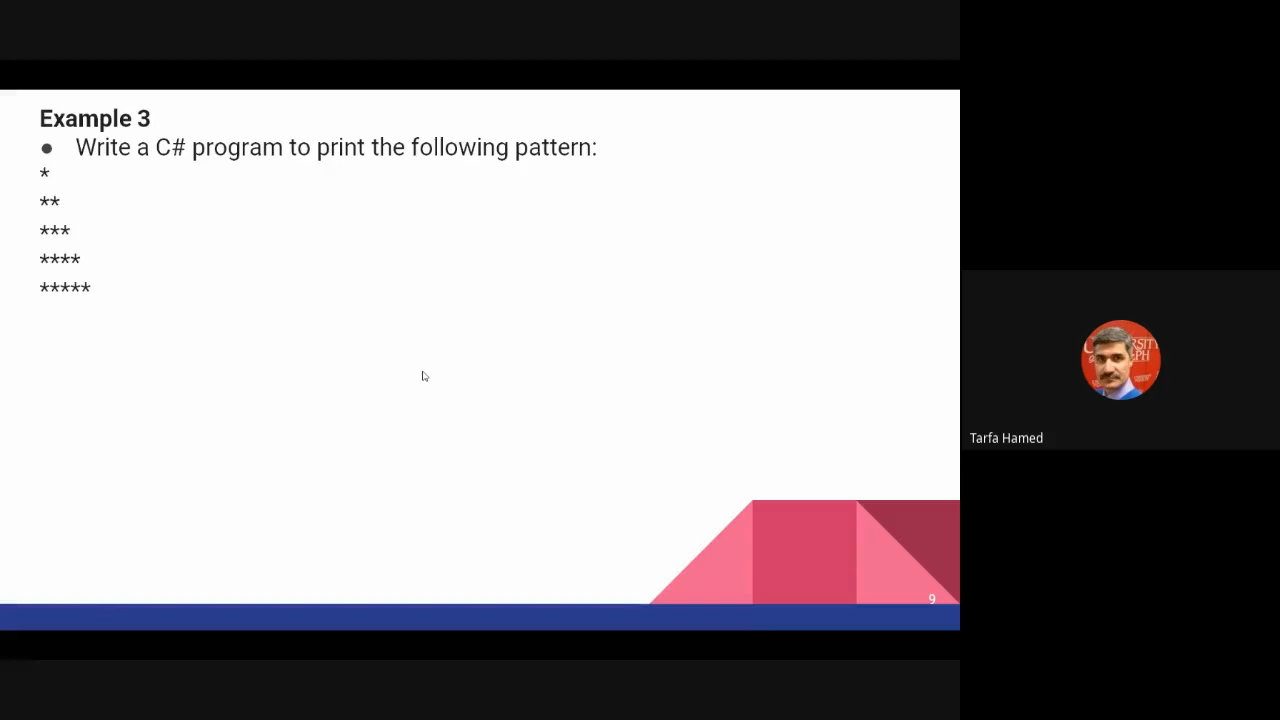 Example 3
● Write a C# program to print the following pattern:
*
**
***
****
*****
9
Tarfa Hamed